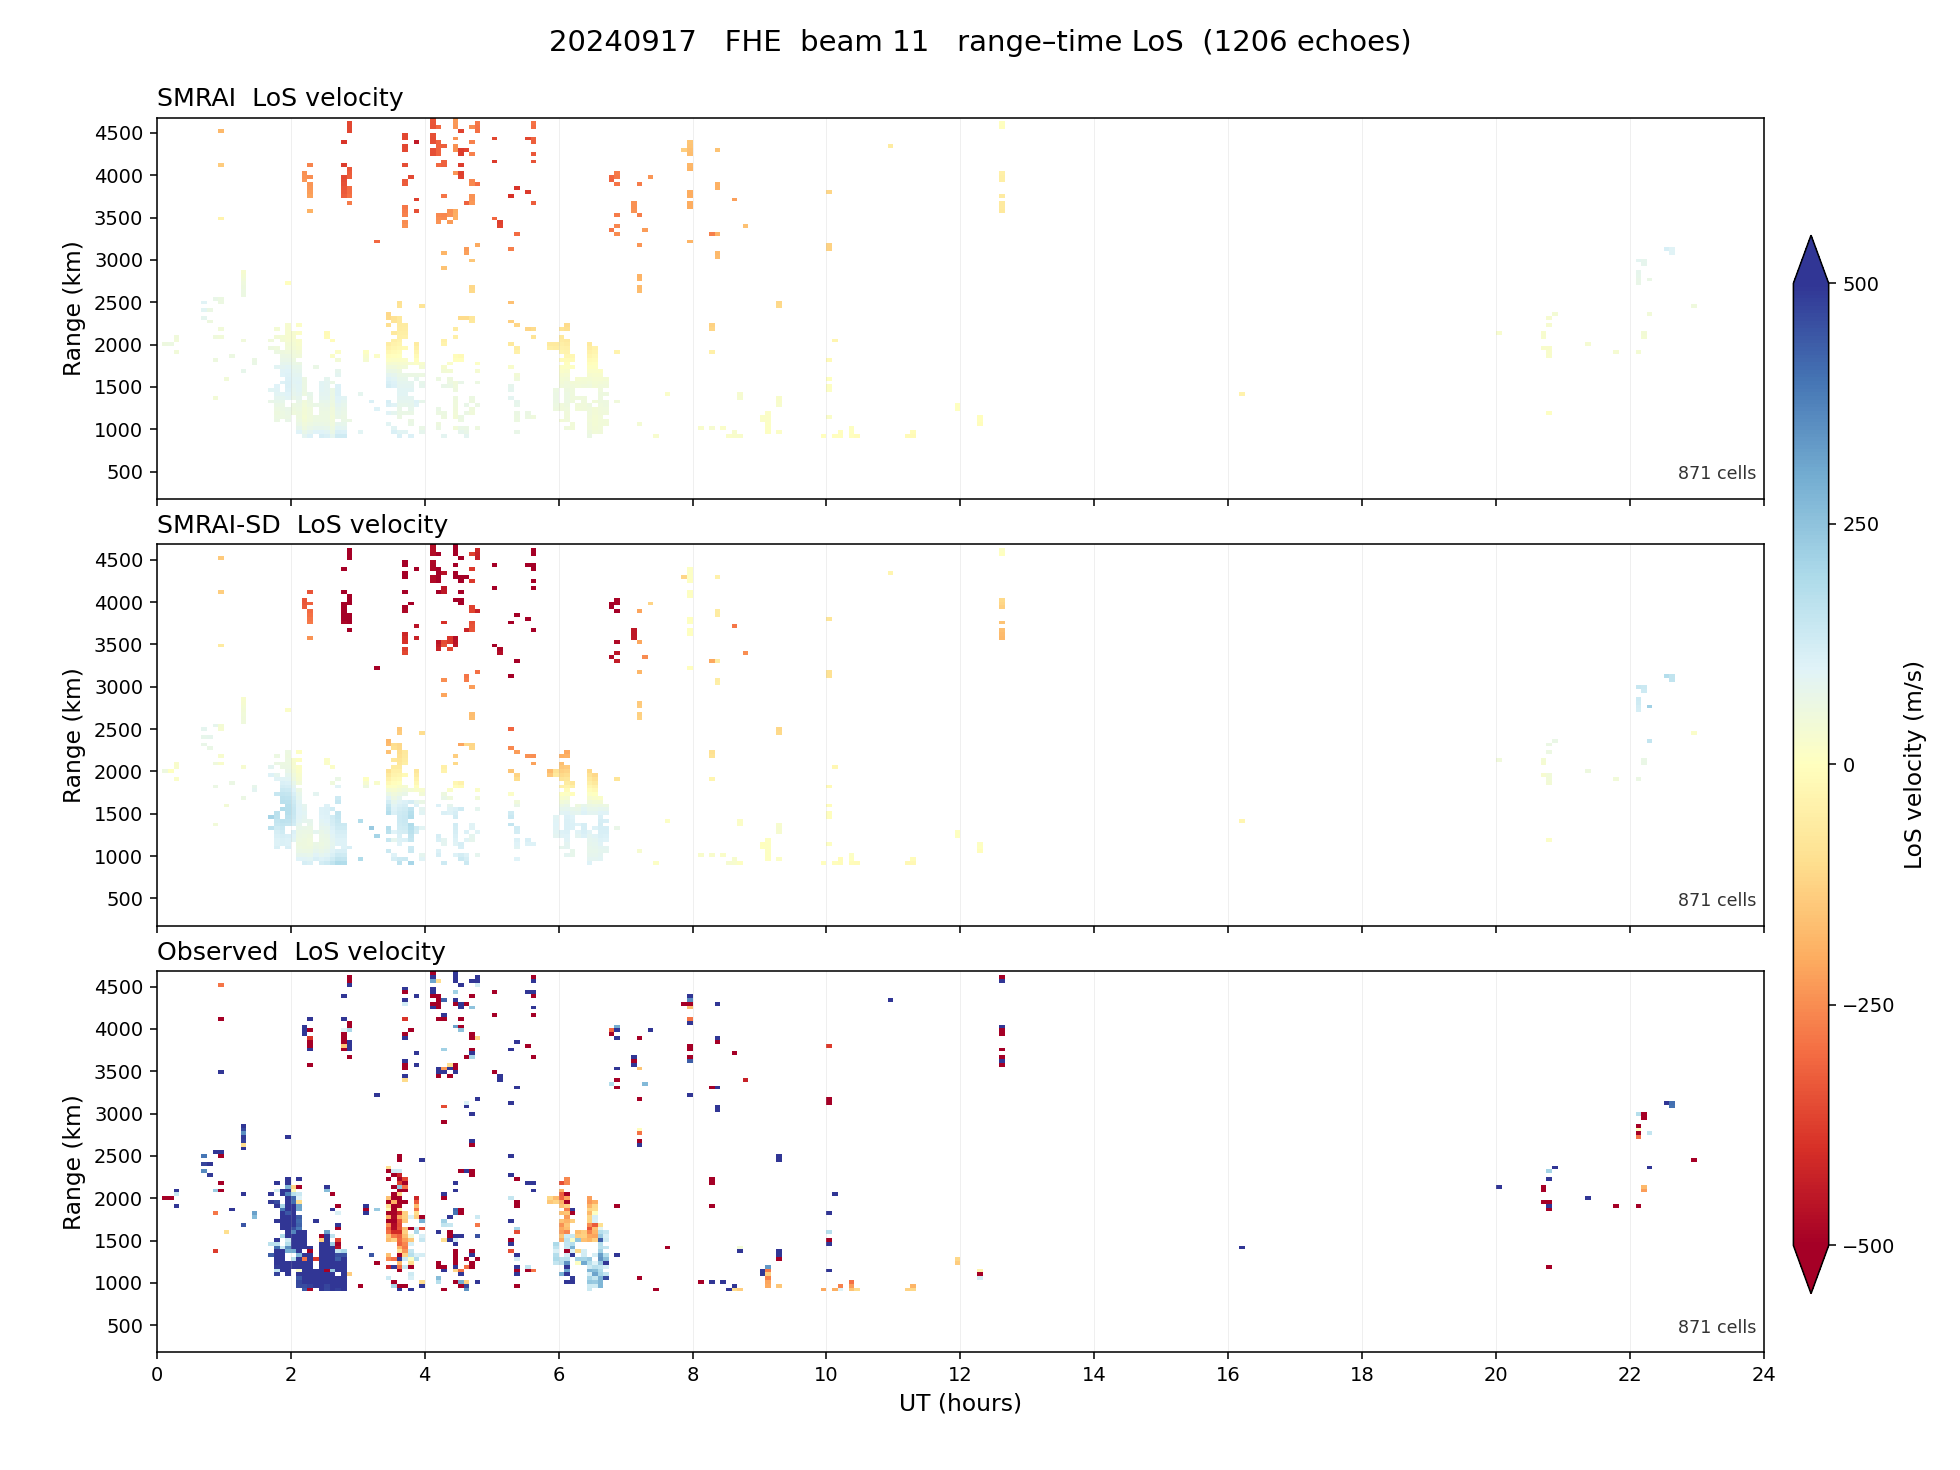 20240917   FHE  beam 11   range–time LoS  (1206 echoes)
SMRAI  LoS velocity
4500
4000
3500
3000
2500
2000
1500
1000
500
Range (km)
871 cells
SMRAI-SD  LoS velocity
4500
4000
3500
3000
2500
2000
1500
1000
500
Range (km)
871 cells
Observed  LoS velocity
4500
4000
3500
3000
2500
2000
1500
1000
500
Range (km)
871 cells
0 2 4 6 8 10 12 14 16 18 20 22 24
UT (hours)
500
250
0
−250
−500
LoS velocity (m/s)